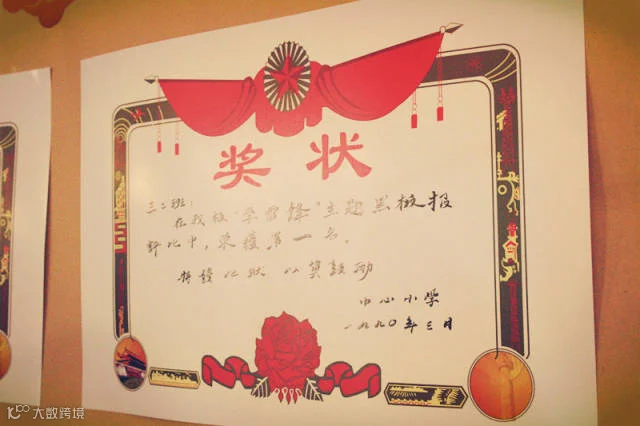 奖状
三·二班:
在我校"学雷锋"主题黑板报
评比中,荣获第一名。
特发此状 以资鼓励
中心小学
一九九〇年三月
大数跨境